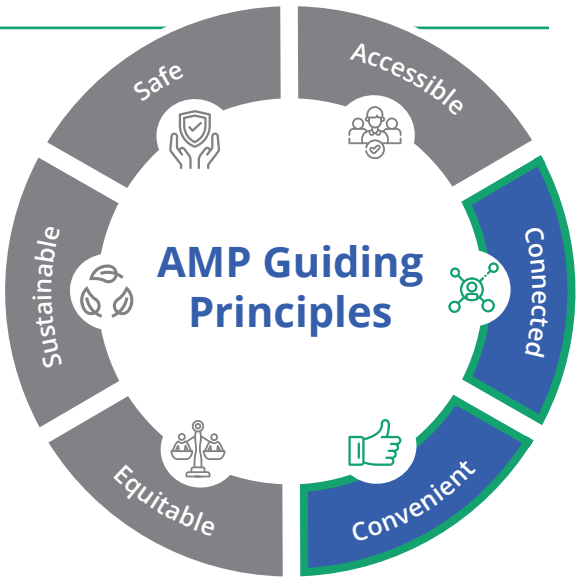 Safe
Accessible
Connected
Convenient
Equitable
Sustainable
AMP Guiding
Principles